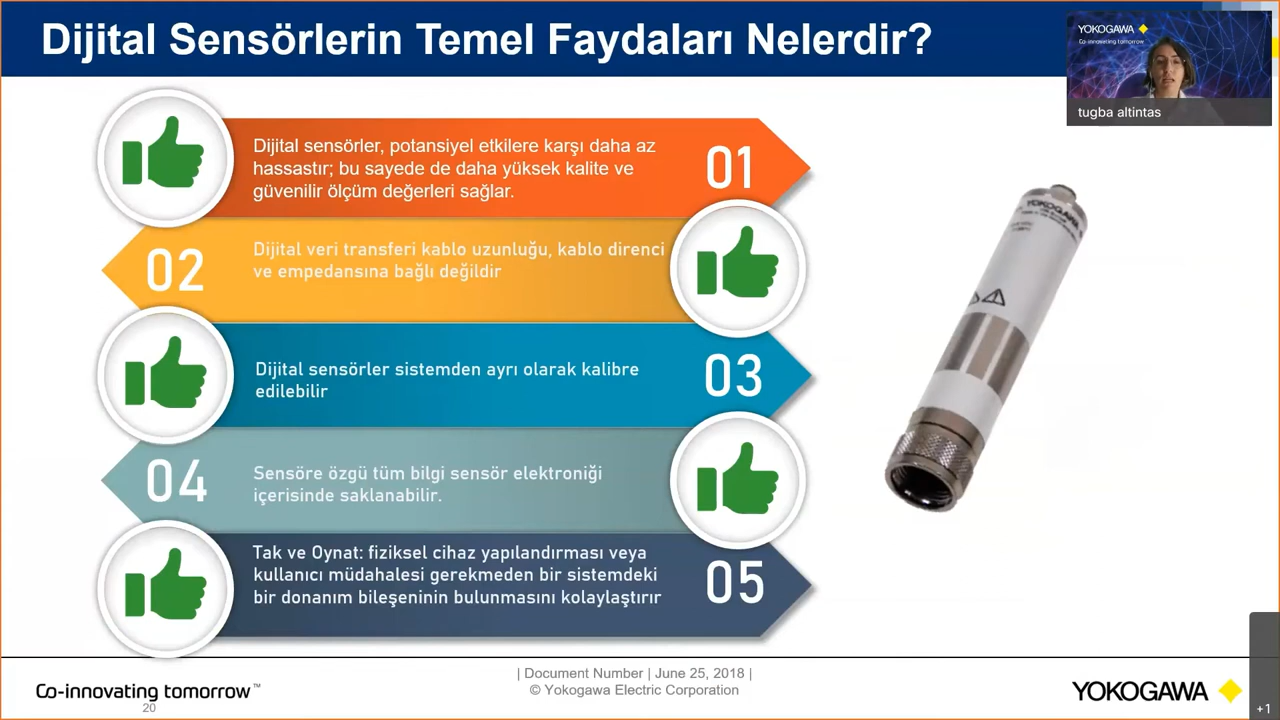 Dijital Sensörlerin Temel Faydaları Nelerdir?
YOKOGAWA
Co-innovating tomorrow
tugba altintas
Dijital sensörler, potansiyel etkilere karşı daha az
hassastır; bu sayede de daha yüksek kalite ve
güvenilir ölçüm değerleri sağlar.
01
02
Dijital veri transferi kablo uzunluğu, kablo direnci
ve empedansına bağlı değildir
Dijital sensörler sistemden ayrı olarak kalibre
edilebilir
03
04
Sensöre özgü tüm bilgi sensör elektroniği
içerisinde saklanabilir.
Tak ve Oynat: fiziksel cihaz yapılandırması veya
kullanıcı müdahalesi gerekmeden bir sistemdeki
bir donanım bileşeninin bulunmasını kolaylaştırır
05
YOKOGAWA
| Document Number | June 25, 2018 |
© Yokogawa Electric Corporation
Co-innovating tomorrow™
20
YOKOGAWA
+1